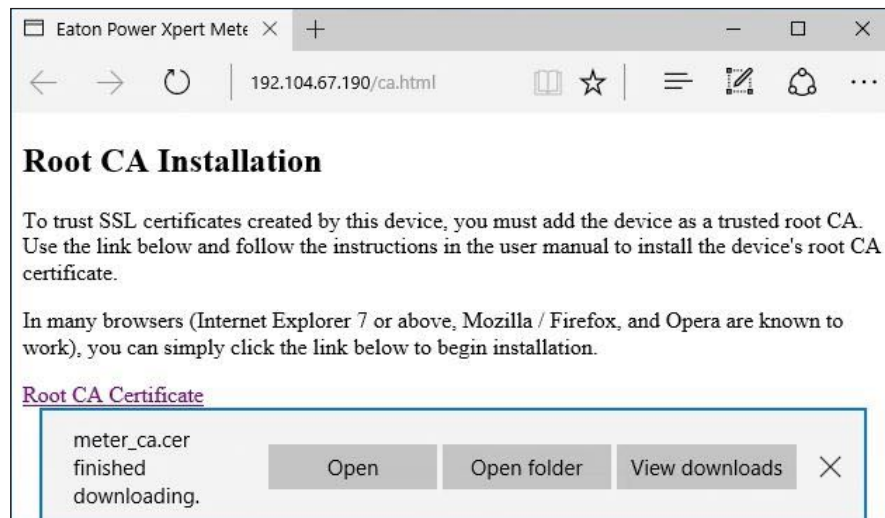 Eaton Power Xpert Mete
192.104.67.190/ca.html
Root CA Installation
To trust SSL certificates created by this device, you must add the device as a trusted root CA.
Use the link below and follow the instructions in the user manual to install the device's root CA
certificate.
In many browsers (Internet Explorer 7 or above, Mozilla / Firefox, and Opera are known to
work), you can simply click the link below to begin installation.
Root CA Certificate
meter_ca.cer
finished
downloading.
Open
Open folder
View downloads